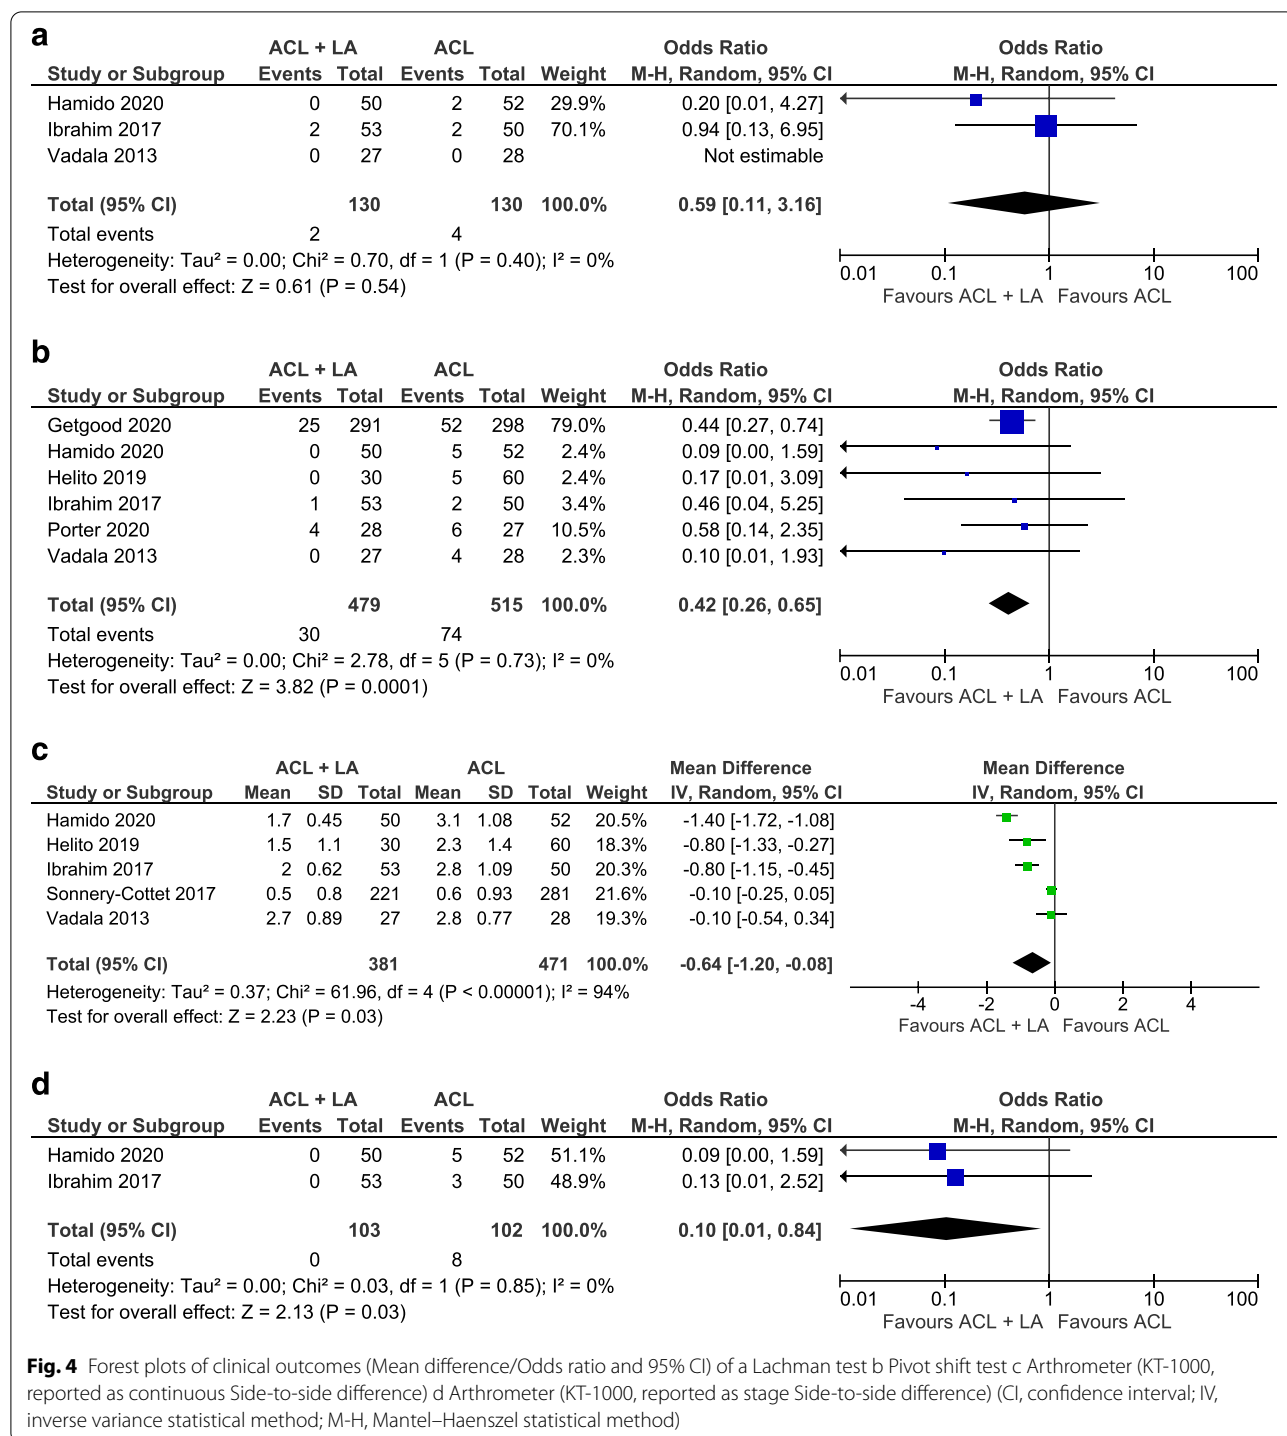 a
ACL + LA ACL Odds Ratio Odds Ratio
Study or Subgroup Events Total Events Total Weight M-H, Random, 95% CI M-H, Random, 95% CI
Hamido 2020 0 50 2 52 29.9% 0.20 [0.01, 4.27]
Ibrahim 2017 2 53 2 50 70.1% 0.94 [0.13, 6.95]
Vadala 2013 0 27 0 28 Not estimable
Total (95% CI) 130 130 100.0% 0.59 [0.11, 3.16]
Total events 2 4
Heterogeneity: Tau² = 0.00; Chi² = 0.70, df = 1 (P = 0.40); I² = 0%
Test for overall effect: Z = 0.61 (P = 0.54)
0.01 0.1 1 10 100
Favours ACL + LA Favours ACL
b
ACL + LA ACL Odds Ratio Odds Ratio
Study or Subgroup Events Total Events Total Weight M-H, Random, 95% CI M-H, Random, 95% CI
Getgood 2020 25 291 52 298 79.0% 0.44 [0.27, 0.74]
Hamido 2020 0 50 5 52 2.4% 0.09 [0.00, 1.59]
Helito 2019 0 30 5 60 2.4% 0.17 [0.01, 3.09]
Ibrahim 2017 1 53 2 50 3.4% 0.46 [0.04, 5.25]
Porter 2020 4 28 6 27 10.5% 0.58 [0.14, 2.35]
Vadala 2013 0 27 4 28 2.3% 0.10 [0.01, 1.93]
Total (95% CI) 479 515 100.0% 0.42 [0.26, 0.65]
Total events 30 74
Heterogeneity: Tau² = 0.00; Chi² = 2.78, df = 5 (P = 0.73); I² = 0%
Test for overall effect: Z = 3.82 (P = 0.0001)
0.01 0.1 1 10 100
Favours ACL + LA Favours ACL
c
ACL + LA ACL Mean Difference Mean Difference
Study or Subgroup Mean SD Total Mean SD Total Weight IV, Random, 95% CI IV, Random, 95% CI
Hamido 2020 1.7 0.45 50 3.1 1.08 52 20.5% -1.40 [-1.72, -1.08]
Helito 2019 1.5 1.1 30 2.3 1.4 60 18.3% -0.80 [-1.33, -0.27]
Ibrahim 2017 2 0.62 53 2.8 1.09 50 20.3% -0.80 [-1.15, -0.45]
Sonnery-Cottet 2017 0.5 0.8 221 0.6 0.93 281 21.6% -0.10 [-0.25, 0.05]
Vadala 2013 2.7 0.89 27 2.8 0.77 28 19.3% -0.10 [-0.54, 0.34]
Total (95% CI) 381 471 100.0% -0.64 [-1.20, -0.08]
Heterogeneity: Tau² = 0.37; Chi² = 61.96, df = 4 (P < 0.00001); I² = 94%
Test for overall effect: Z = 2.23 (P = 0.03)
-4 -2 0 2 4
Favours ACL + LA Favours ACL
d
ACL + LA ACL Odds Ratio Odds Ratio
Study or Subgroup Events Total Events Total Weight M-H, Random, 95% CI M-H, Random, 95% CI
Hamido 2020 0 50 5 52 51.1% 0.09 [0.00, 1.59]
Ibrahim 2017 0 53 3 50 48.9% 0.13 [0.01, 2.52]
Total (95% CI) 103 102 100.0% 0.10 [0.01, 0.84]
Total events 0 8
Heterogeneity: Tau² = 0.00; Chi² = 0.03, df = 1 (P = 0.85); I² = 0%
Test for overall effect: Z = 2.13 (P = 0.03)
0.01 0.1 1 10 100
Favours ACL + LA Favours ACL
Fig. 4 Forest plots of clinical outcomes (Mean difference/Odds ratio and 95% CI) of a Lachman test b Pivot shift test c Arthrometer (KT-1000,
reported as continuous Side-to-side difference) d Arthrometer (KT-1000, reported as stage Side-to-side difference) (CI, confidence interval; IV,
inverse variance statistical method; M-H, Mantel–Haenszel statistical method)